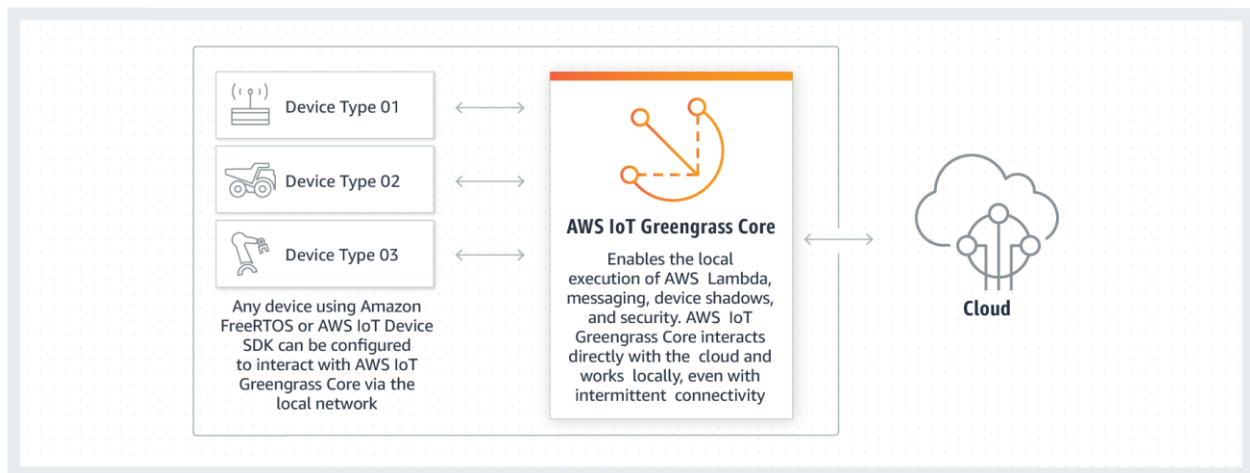 Device Type 01
Device Type 02
Device Type 03
Any device using Amazon
FreeRTOS or AWS IoT Device
SDK can be configured
to interact with AWS IoT
Greengrass Core via the
local network
AWS IoT Greengrass Core
Enables the local
execution of AWS Lambda,
messaging, device shadows,
and security. AWS IoT
Greengrass Core interacts
directly with the cloud and
works locally, even with
intermittent connectivity
Cloud